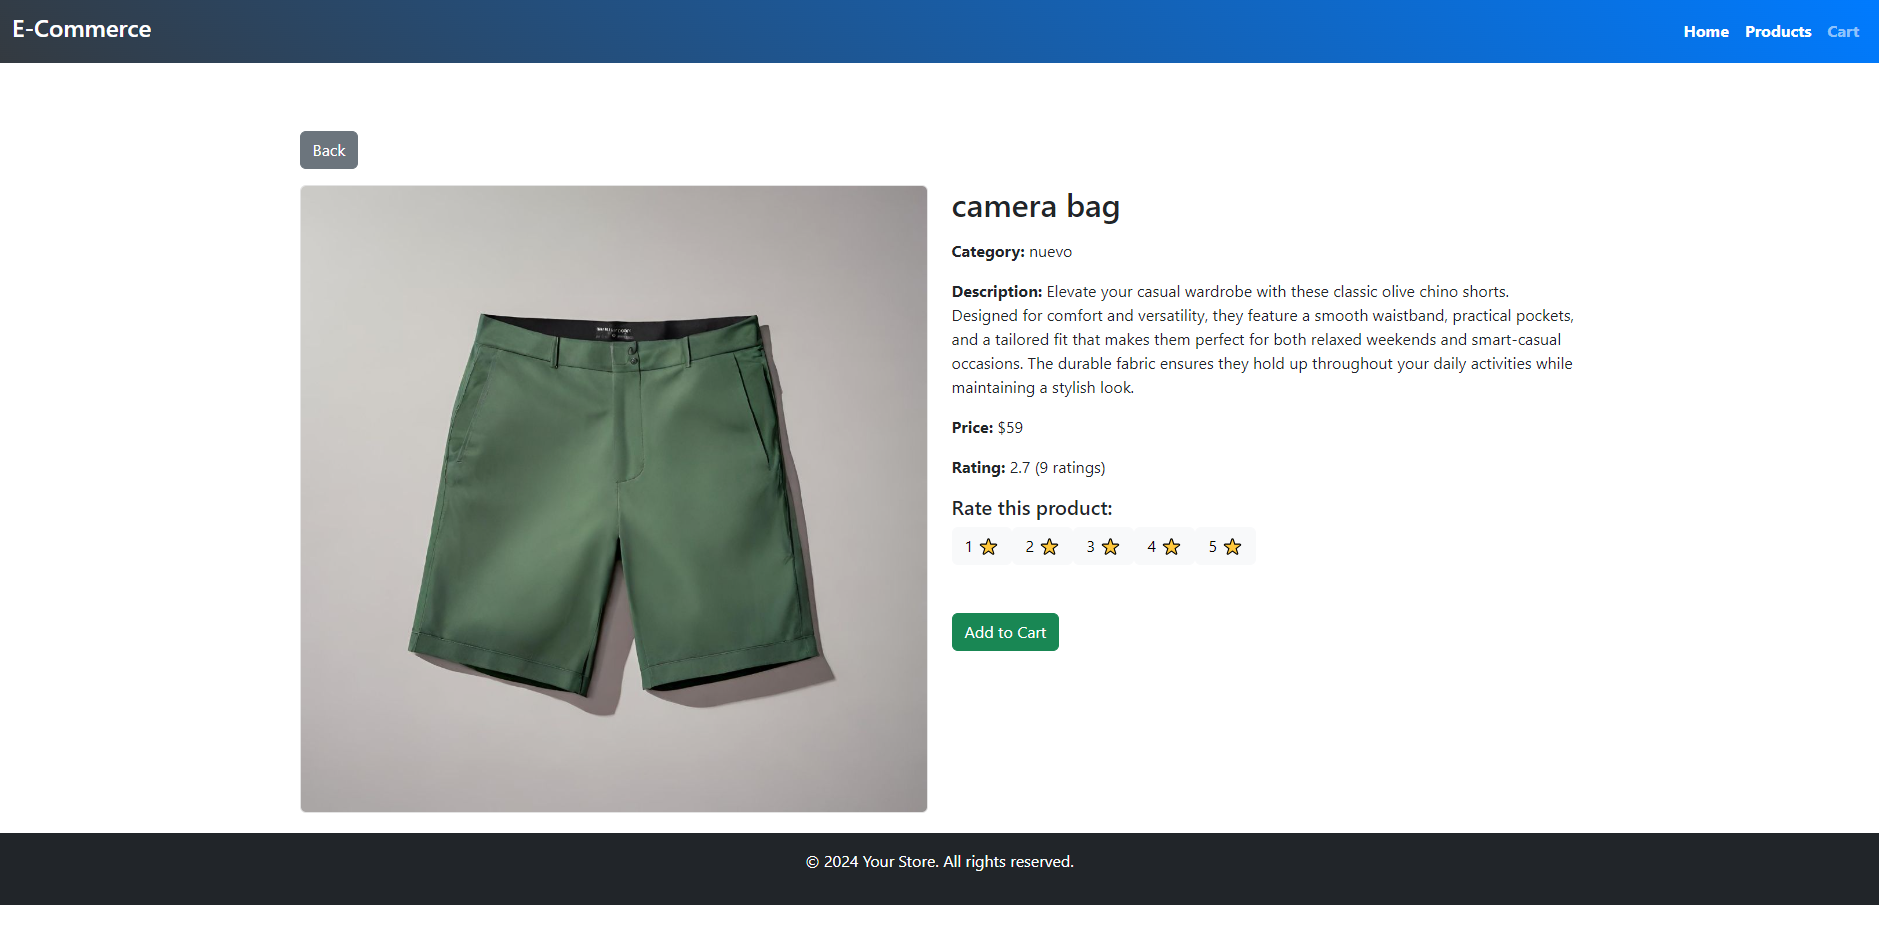 E-Commerce
Home Products Cart
Back
camera bag
Category: nuevo
Description: Elevate your casual wardrobe with these classic olive chino shorts.
Designed for comfort and versatility, they feature a smooth waistband, practical pockets,
and a tailored fit that makes them perfect for both relaxed weekends and smart-casual
occasions. The durable fabric ensures they hold up throughout your daily activities while
maintaining a stylish look.
Price: $59
Rating: 2.7 (9 ratings)
Rate this product:
1 ⭐ 2 ⭐ 3 ⭐ 4 ⭐ 5 ⭐
Add to Cart
© 2024 Your Store. All rights reserved.